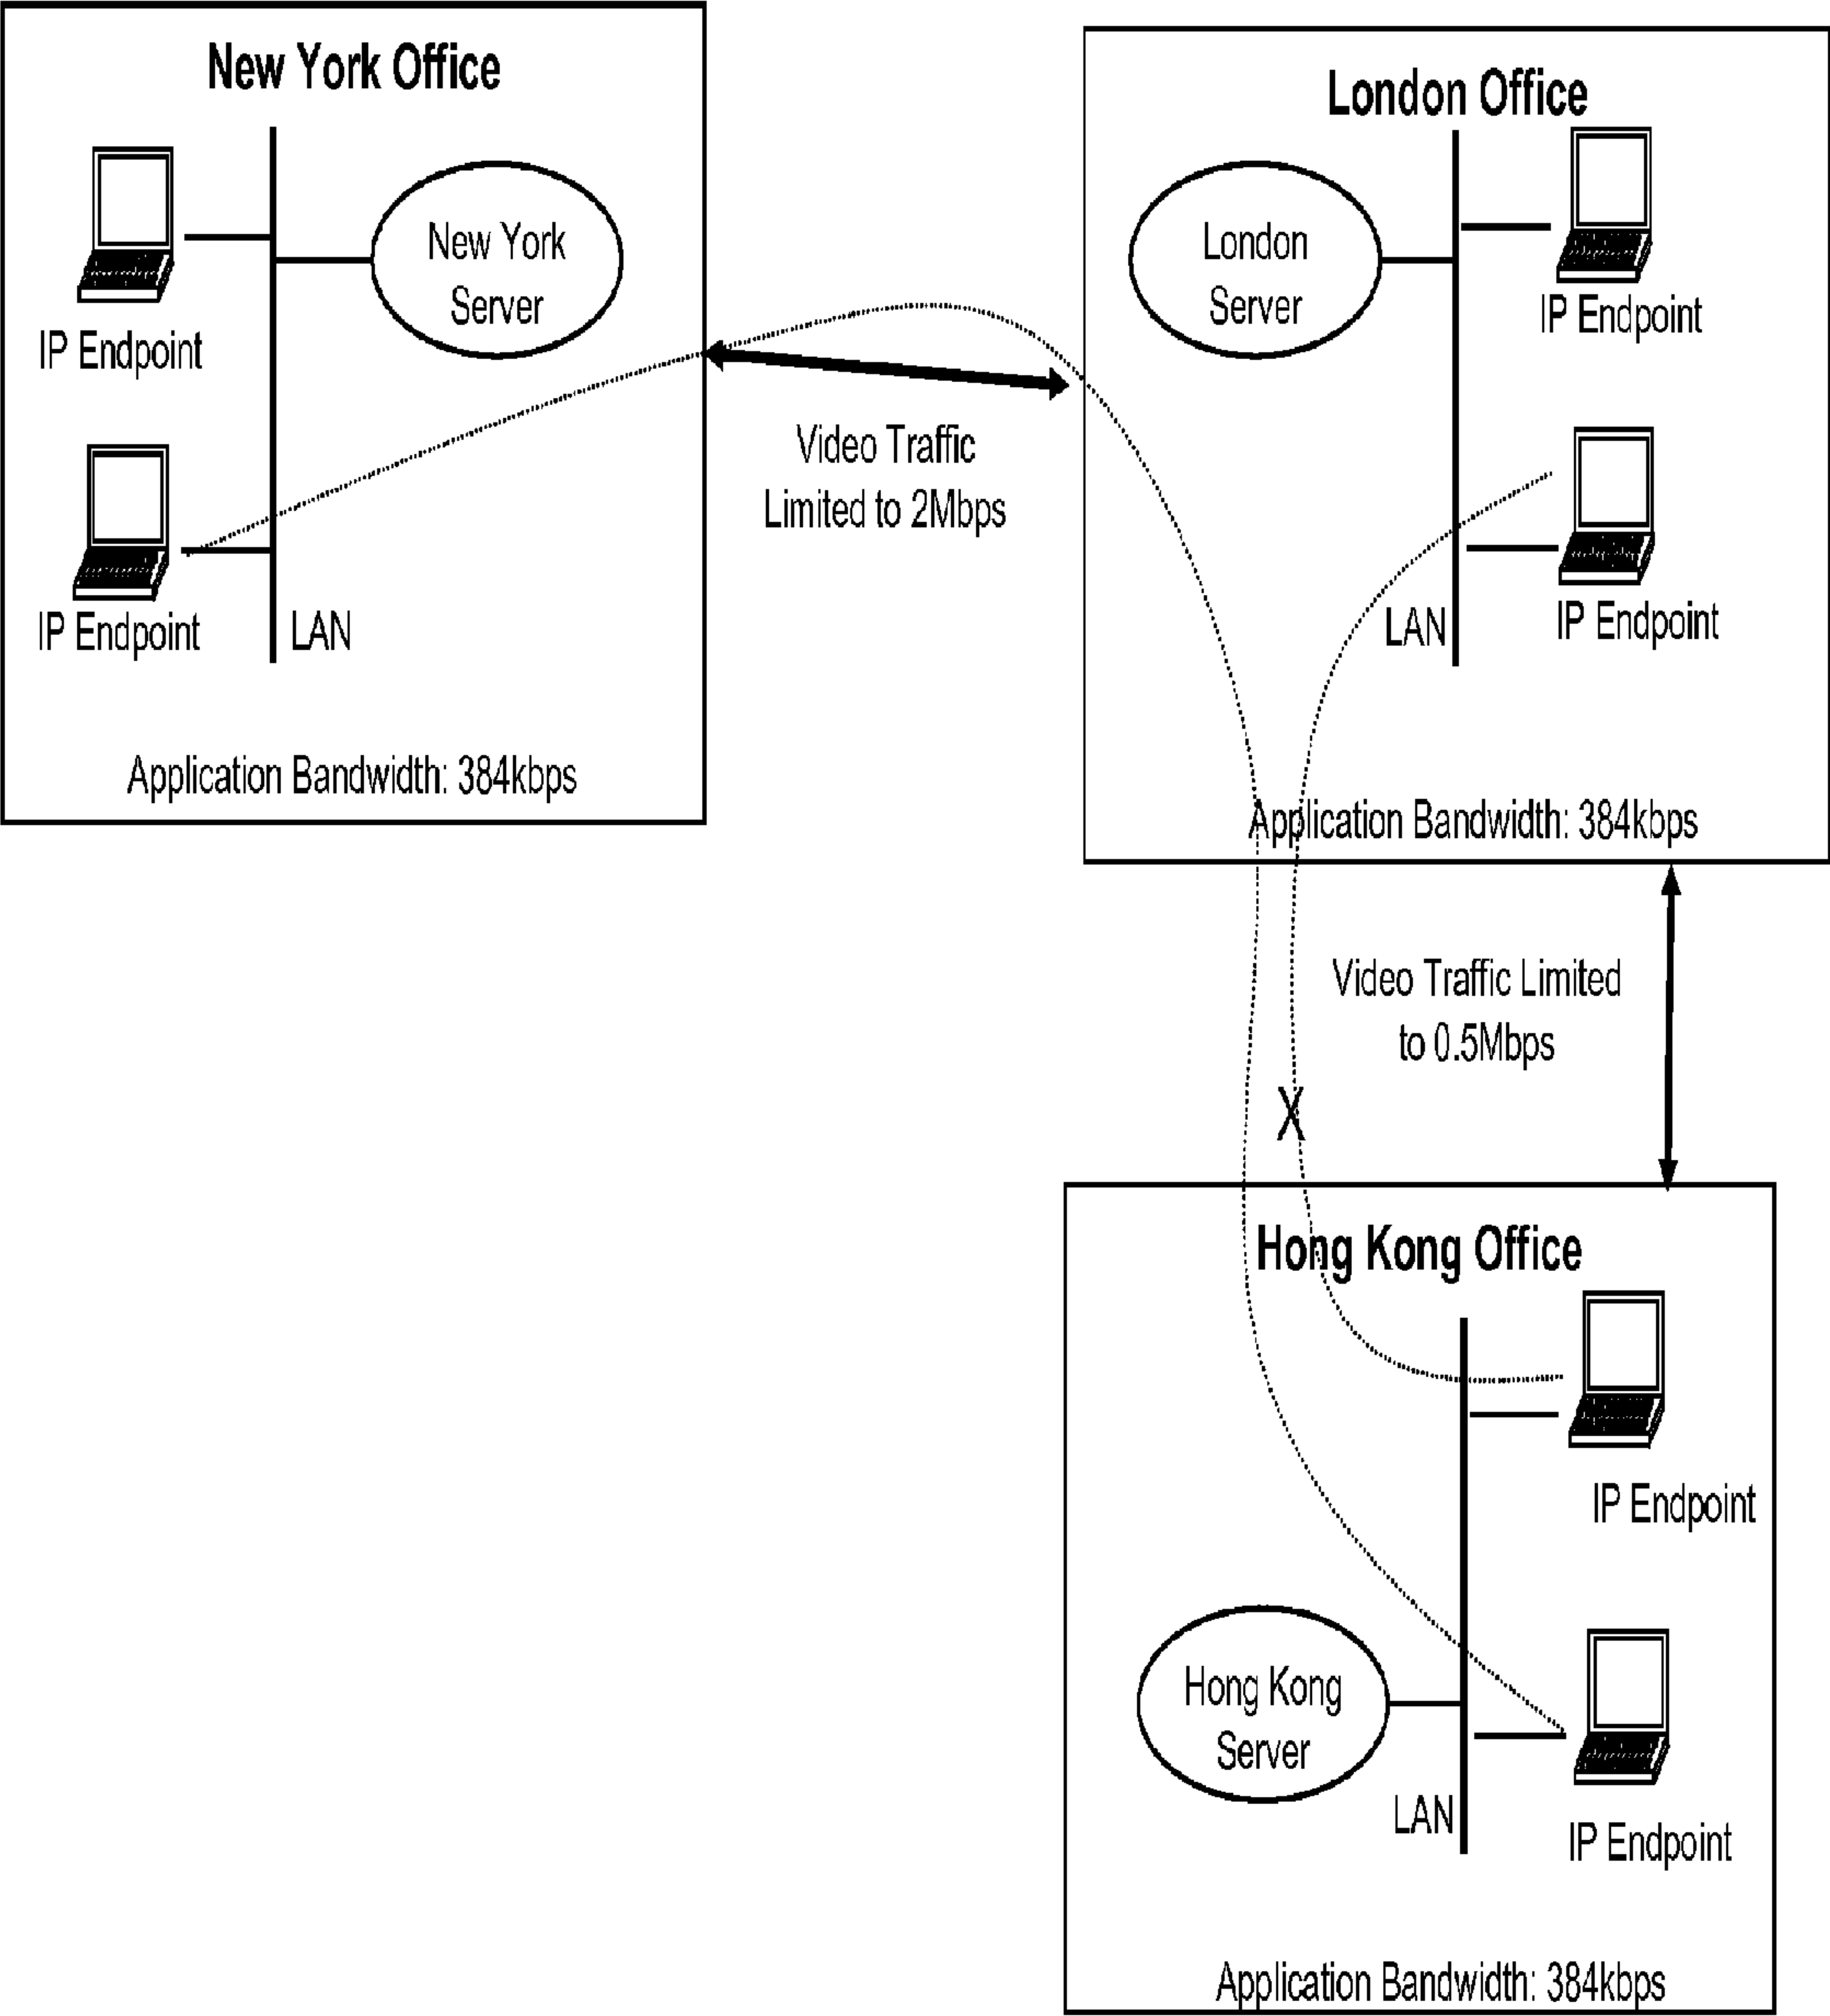 New York Office
New York
Server
IP Endpoint
IP Endpoint
LAN
Application Bandwidth: 384kbps
Video Traffic
Limited to 2Mbps
London Office
London
Server
IP Endpoint
LAN
IP Endpoint
Application Bandwidth: 384kbps
Video Traffic Limited
to 0.5Mbps
X
Hong Kong Office
IP Endpoint
Hong Kong
Server
LAN
IP Endpoint
Application Bandwidth: 384kbps